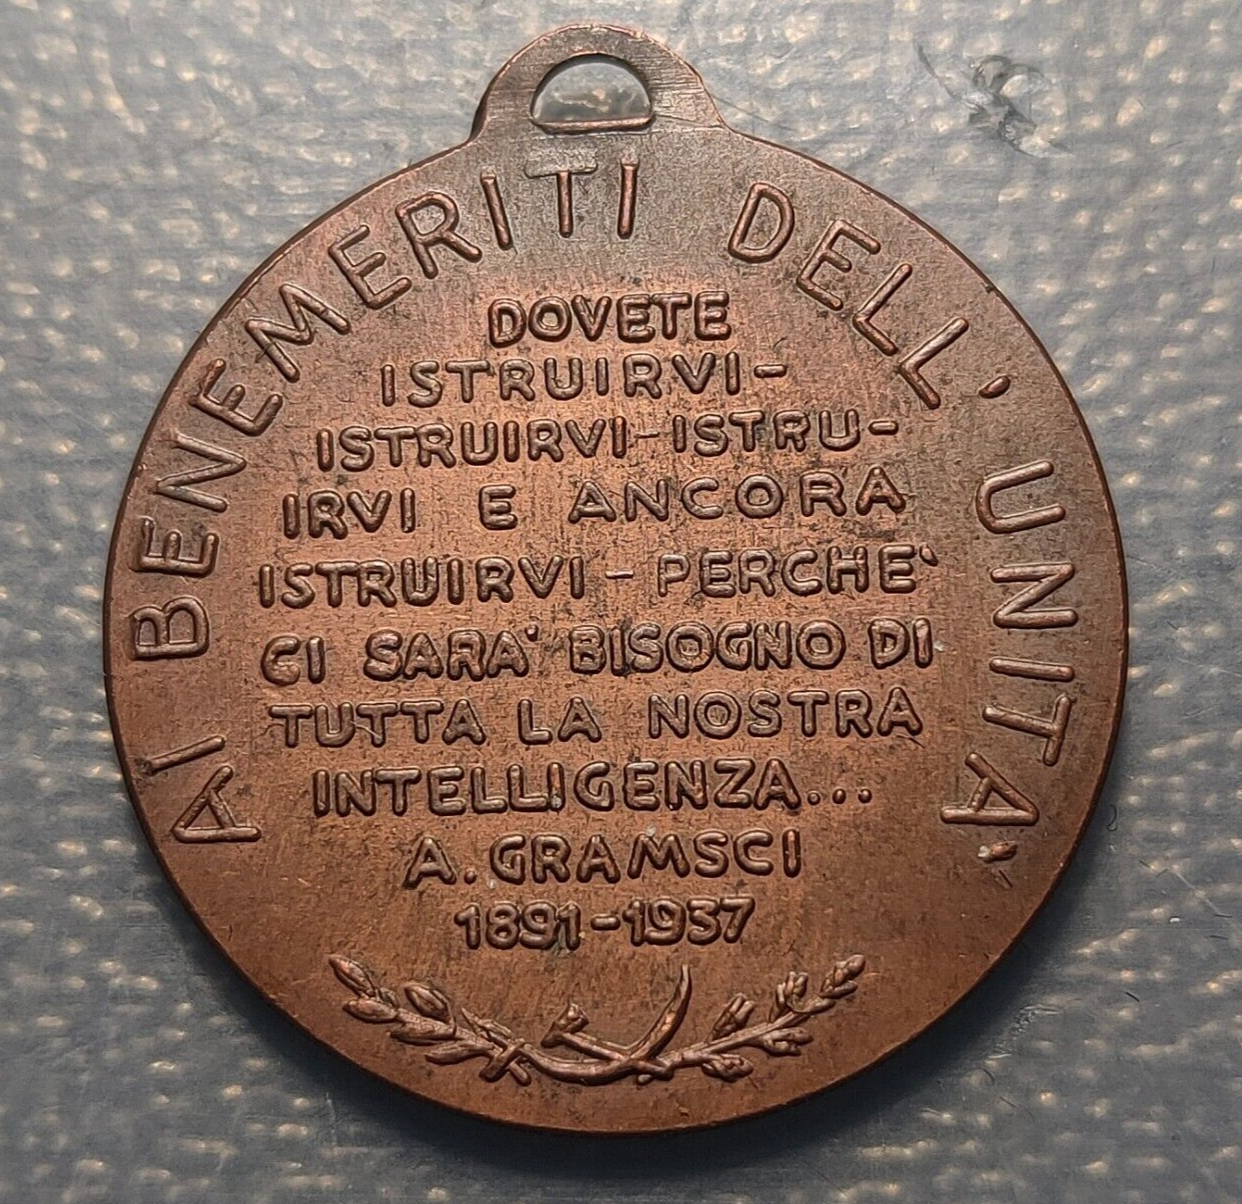 AI BENEMERITI DELL'UNITA'
DOVETE
ISTRUIRVI-
ISTRUIRVI-ISTRU-
IRVI E ANCORA
ISTRUIRVI - PERCHE'
CI SARA' BISOGNO DI
TUTTA LA NOSTRA
INTELLIGENZA...
A. GRAMSCI
1891-1937